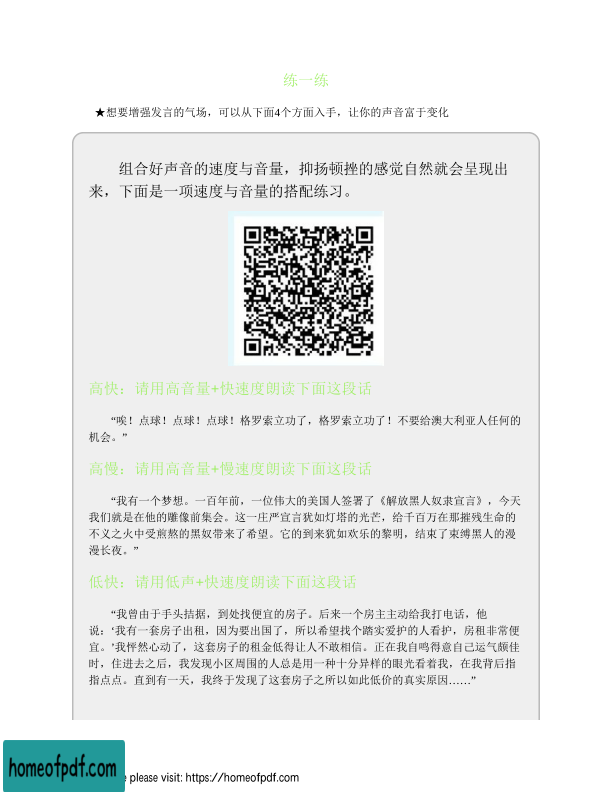 练一练
★想要增强发言的气场，可以从下面4个方面入手，让你的声音富于变化
组合好声音的速度与音量，抑扬顿挫的感觉自然就会呈现出
来，下面是一项速度与音量的搭配练习。
高快：请用高音量+快速度朗读下面这段话
“唉！点球！点球！点球！格罗索立功了，格罗索立功了！不要给澳大利亚人任何的
机会。”
高慢：请用高音量+慢速度朗读下面这段话
“我有一个梦想。一百年前，一位伟大的美国人签署了《解放黑人奴隶宣言》，今天
我们就是在他的雕像前集会。这一庄严宣言犹如灯塔的光芒，给千百万在那摧残生命的
不义之火中受煎熬的黑奴带来了希望。它的到来犹如欢乐的黎明，结束了束缚黑人的漫
漫长夜。”
低快：请用低声+快速度朗读下面这段话
“我曾由于手头拮据，到处找便宜的房子。后来一个房主主动给我打电话，他
说：‘我有一套房子出租，因为要出国了，所以希望找个踏实爱护的人看护，房租非常便
宜。’我怦然心动了，这套房子的租金低得让人不敢相信。正在我自鸣得意自己运气颇佳
时，住进去之后，我发现小区周围的人总是用一种十分异样的眼光看着我，在我背后指
指点点。直到有一天，我终于发现了这套房子之所以如此低价的真实原因……”
homeofpdf.com
please visit: https://homeofpdf.com